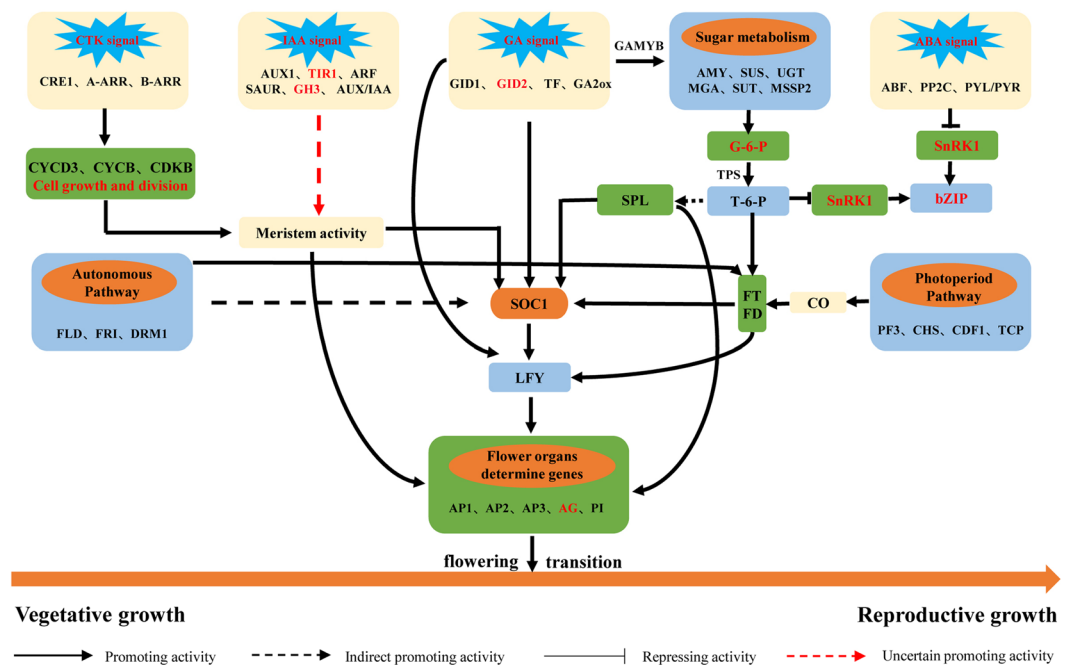 CTK signal
CRE1、A-ARR、B-ARR
IAA signal
AUX1、TIR1、ARF
SAUR、GH3、AUX/IAA
GA signal
GID1、GID2、TF、GA2ox
GAMYB
Sugar metabolism
AMY、SUS、UGT
MGA、SUT、MSSP2
ABA signal
ABF、PP2C、PYL/PYR
CYCD3、CYCB、CDKB
Cell growth and division
G-6-P
SnRK1
TPS
SPL
T-6-P
SnRK1
bZIP
Meristem activity
Autonomous
Pathway
FLD、FRI、DRM1
SOC1
FT
FD
CO
Photoperiod
Pathway
PF3、CHS、CDF1、TCP
LFY
Flower organs
determine genes
AP1、AP2、AP3、AG、PI
flowering transition
Vegetative growth
Reproductive growth
Promoting activity
Indirect promoting activity
Repressing activity
Uncertain promoting activity